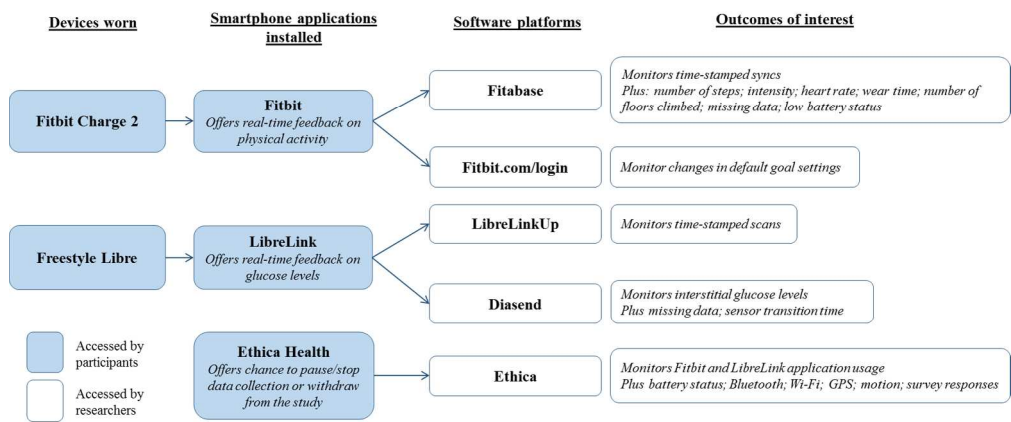 Devices worn
Smartphone applications
installed
Software platforms
Outcomes of interest
Fitbit Charge 2
Fitbit
Offers real-time feedback on
physical activity
Fitabase
Monitors time-stamped syncs
Plus: number of steps; intensity; heart rate; wear time; number of
floors climbed; missing data; low battery status
Fitbit.com/login
Monitor changes in default goal settings
Freestyle Libre
LibreLink
Offers real-time feedback on
glucose levels
LibreLinkUp
Monitors time-stamped scans
Diasend
Monitors interstitial glucose levels
Plus missing data; sensor transition time
Accessed by
participants
Accessed by
researchers
Ethica Health
Offers chance to pause/stop
data collection or withdraw
from the study
Ethica
Monitors Fitbit and LibreLink application usage
Plus battery status; Bluetooth; Wi-Fi; GPS; motion; survey responses